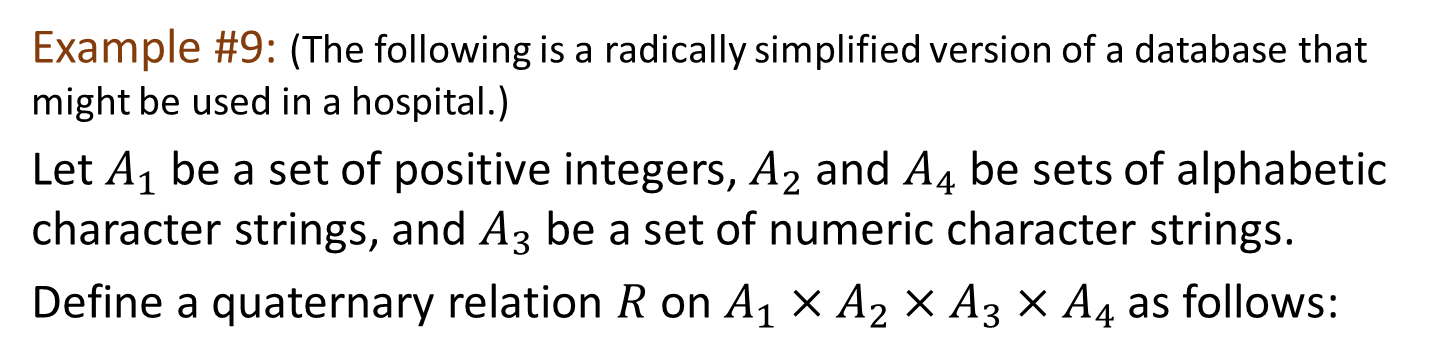 Example #9: (The following is a radically simplified version of a database that
might be used in a hospital.)
Let A₁ be a set of positive integers, A₂ and A₄ be sets of alphabetic
character strings, and A₃ be a set of numeric character strings.
Define a quaternary relation R on A₁ × A₂ × A₃ × A₄ as follows: